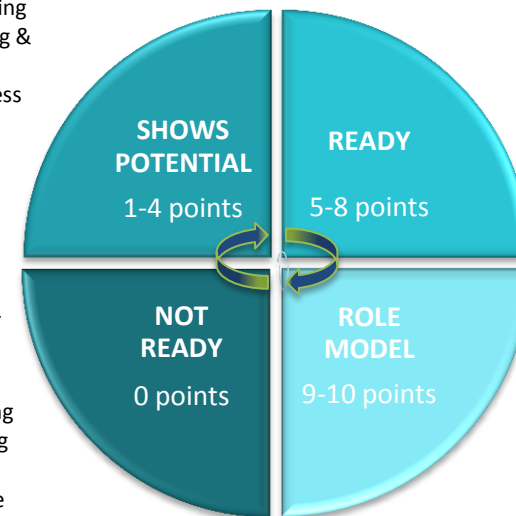 SHOWS
POTENTIAL
1-4 points
READY
5-8 points
NOT
READY
0 points
ROLE
MODEL
9-10 points